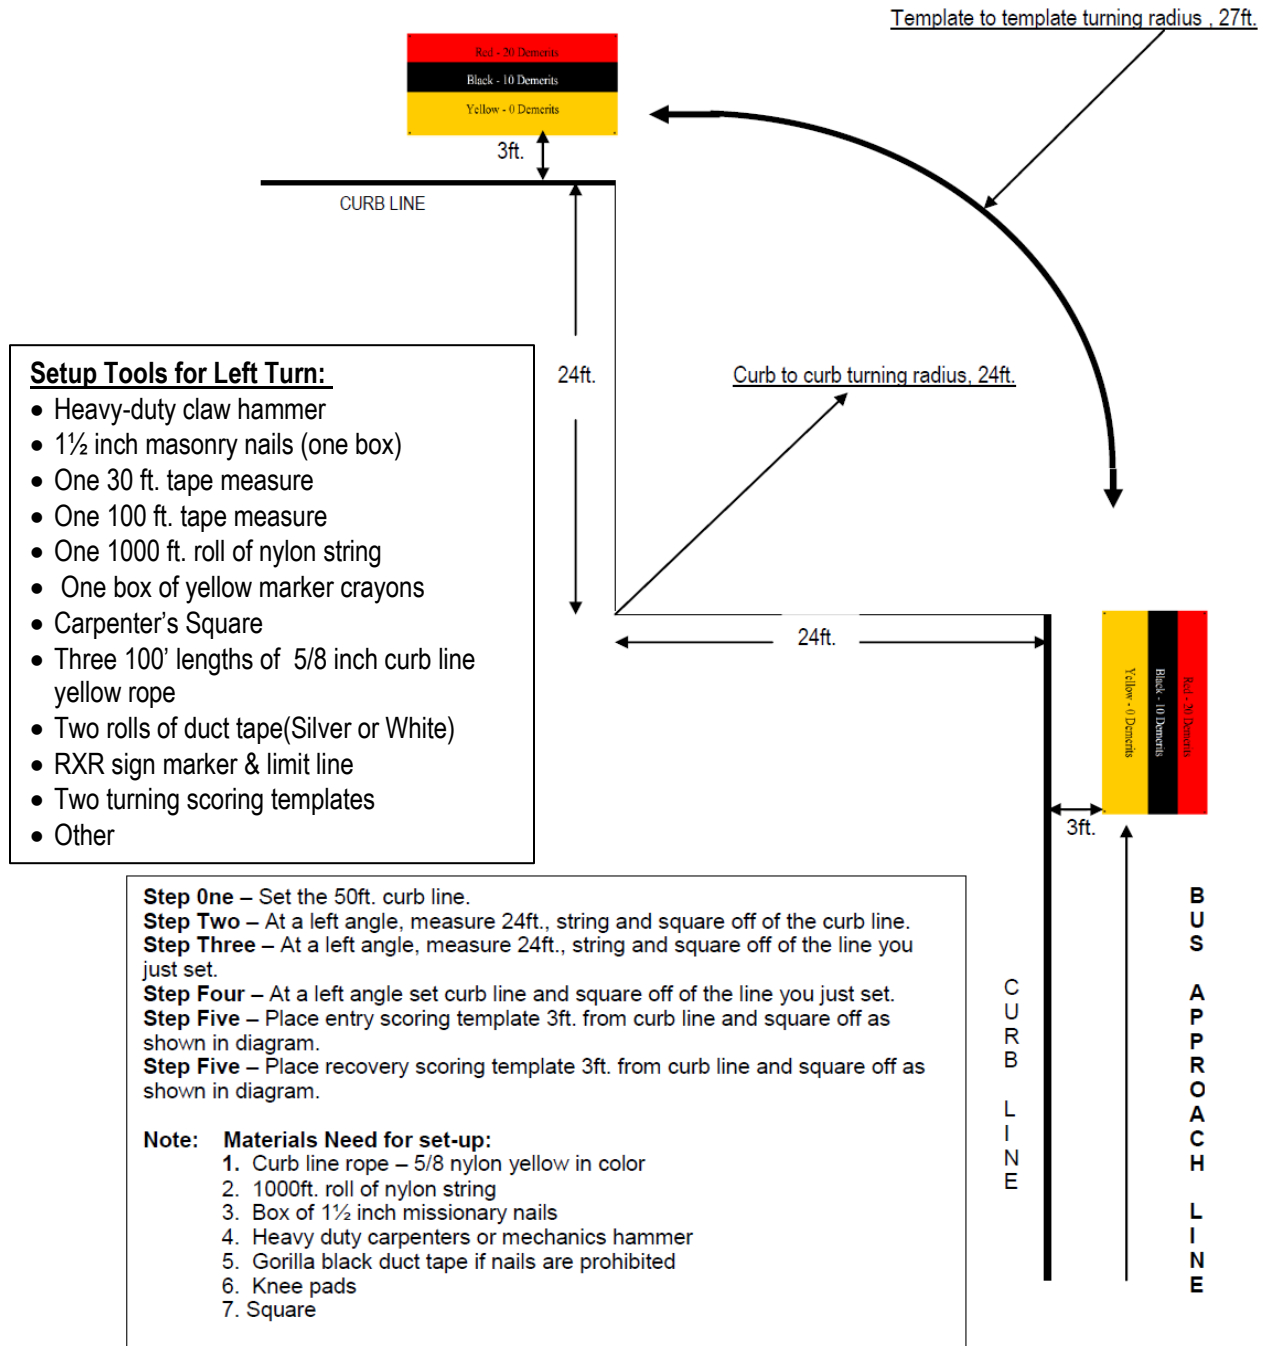 Template to template turning radius , 27ft.
Red - 20 Demerits
Black - 10 Demerits
Yellow - 0 Demerits
3ft.
CURB LINE
24ft.
Curb to curb turning radius, 24ft.
Setup Tools for Left Turn:
• Heavy-duty claw hammer
• 1½ inch masonry nails (one box)
• One 30 ft. tape measure
• One 100 ft. tape measure
• One 1000 ft. roll of nylon string
• One box of yellow marker crayons
• Carpenter's Square
• Three 100' lengths of 5/8 inch curb line
yellow rope
• Two rolls of duct tape(Silver or White)
• RXR sign marker & limit line
• Two turning scoring templates
• Other
24ft.
Yellow - 0 Demerits
Black - 10 Demerits
Red - 20 Demerits
3ft.
CURB LINE
BUS APPROACH LINE
Step 0ne – Set the 50ft. curb line.
Step Two – At a left angle, measure 24ft., string and square off of the curb line.
Step Three – At a left angle, measure 24ft., string and square off of the line you
just set.
Step Four – At a left angle set curb line and square off of the line you just set.
Step Five – Place entry scoring template 3ft. from curb line and square off as
shown in diagram.
Step Five – Place recovery scoring template 3ft. from curb line and square off as
shown in diagram.
Note: Materials Need for set-up:
1. Curb line rope – 5/8 nylon yellow in color
2. 1000ft. roll of nylon string
3. Box of 1½ inch missionary nails
4. Heavy duty carpenters or mechanics hammer
5. Gorilla black duct tape if nails are prohibited
6. Knee pads
7. Square